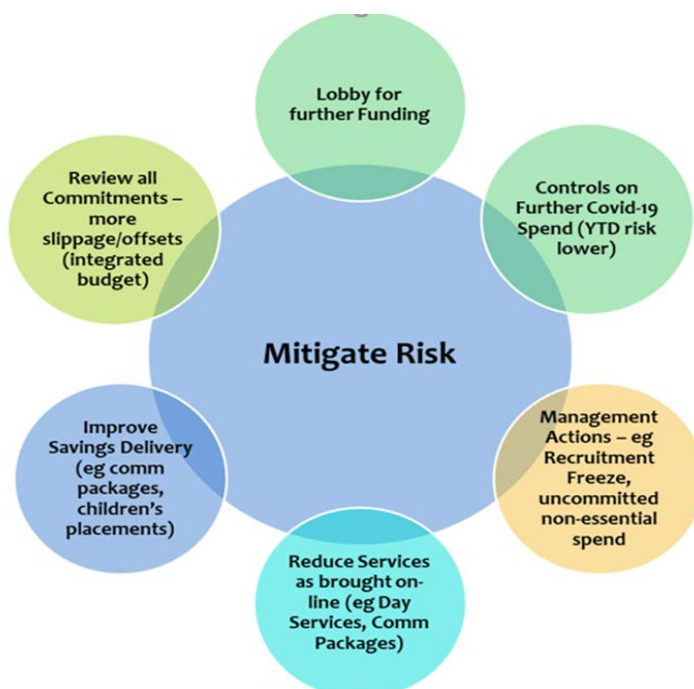 Lobby for
further Funding
Controls on
Further Covid-19
Spend (YTD risk
lower)
Management
Actions – eg
Recruitment
Freeze,
uncommitted
non-essential
spend
Reduce Services
as brought on-
line (eg Day
Services, Comm
Packages)
Improve
Savings Delivery
(eg comm
packages,
children's
placements)
Review all
Commitments –
more
slippage/offsets
(integrated
budget)
Mitigate Risk